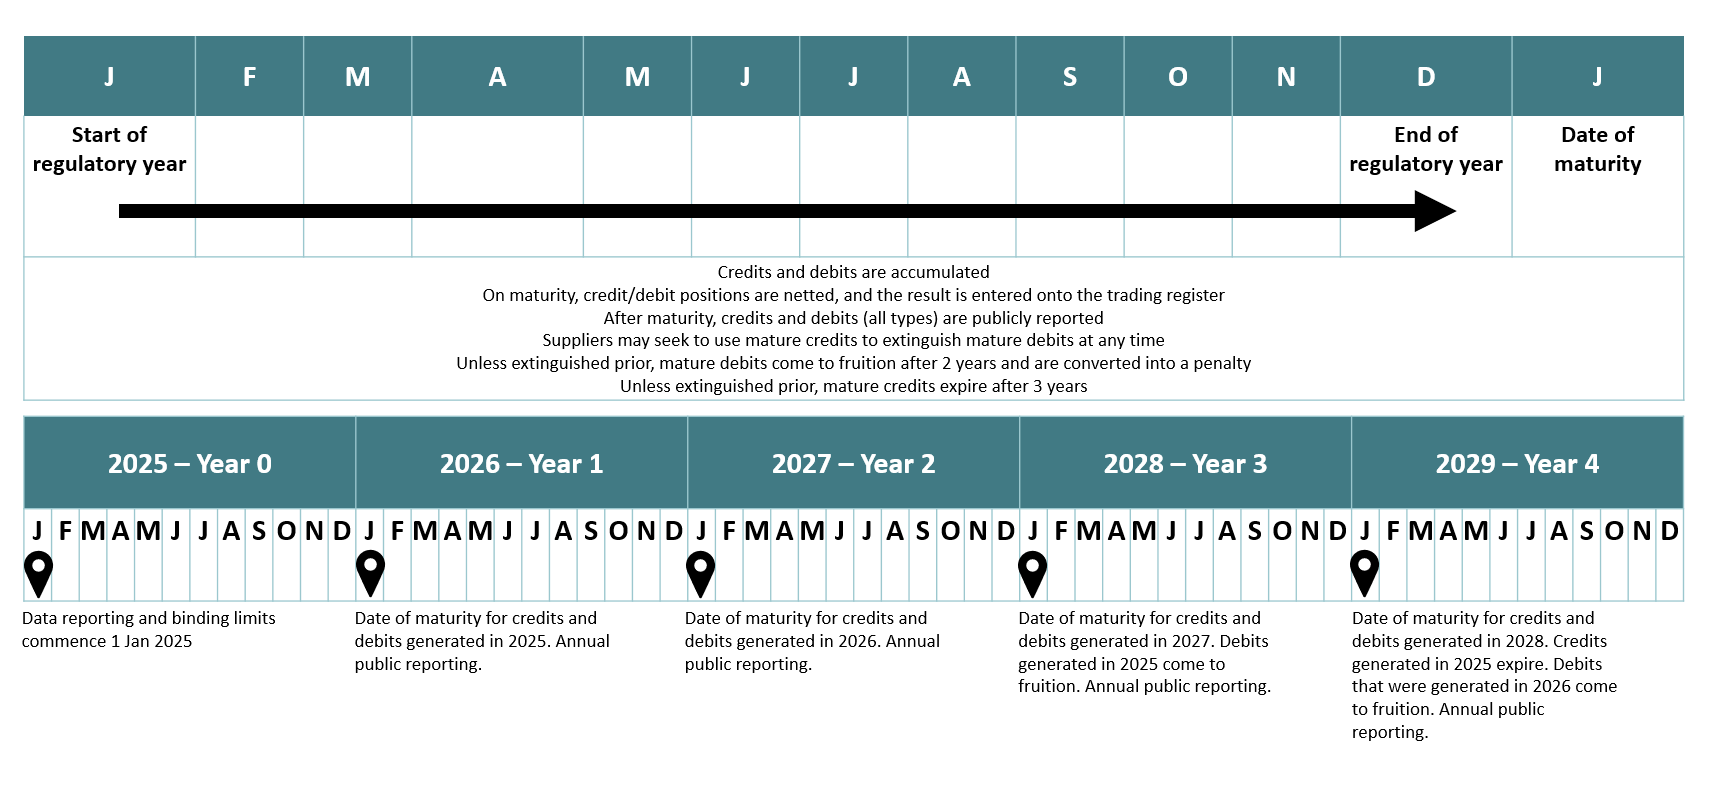 J F M A M J J A S O N D J
Start of
regulatory year
End of
regulatory year
Date of
maturity
Credits and debits are accumulated
On maturity, credit/debit positions are netted, and the result is entered onto the trading register
After maturity, credits and debits (all types) are publicly reported
Suppliers may seek to use mature credits to extinguish mature debits at any time
Unless extinguished prior, mature debits come to fruition after 2 years and are converted into a penalty
Unless extinguished prior, mature credits expire after 3 years
2025 – Year 0
2026 – Year 1
2027 – Year 2
2028 – Year 3
2029 – Year 4
J F M A M J J A S O N D J F M A M J J A S O N D J F M A M J J A S O N D J F M A M J J A S O N D J F M A M J J A S O N D
Data reporting and binding limits
commence 1 Jan 2025
Date of maturity for credits and
debits generated in 2025. Annual
public reporting.
Date of maturity for credits and
debits generated in 2026. Annual
public reporting.
Date of maturity for credits and
debits generated in 2027. Debits
generated in 2025 come to
fruition. Annual public reporting.
Date of maturity for credits and
debits generated in 2028. Credits
generated in 2025 expire. Debits
that were generated in 2026 come
to fruition. Annual public
reporting.